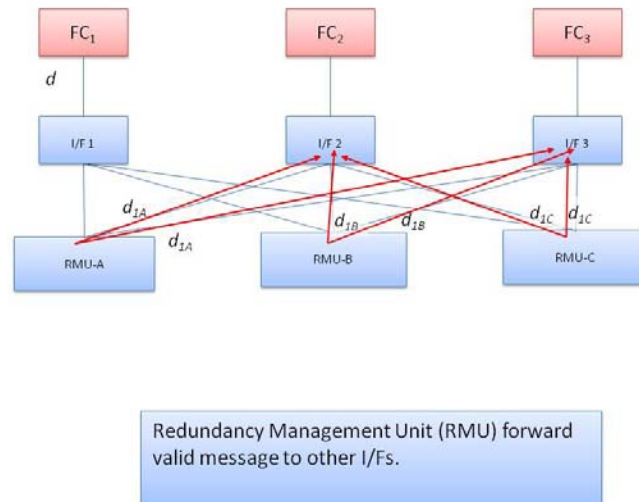 FC1 FC2 FC3
d
I/F 1 I/F 2 I/F 3
d1A d1B d1B d1C d1C
d1A
RMU-A RMU-B RMU-C
Redundancy Management Unit (RMU) forward
valid message to other I/Fs.